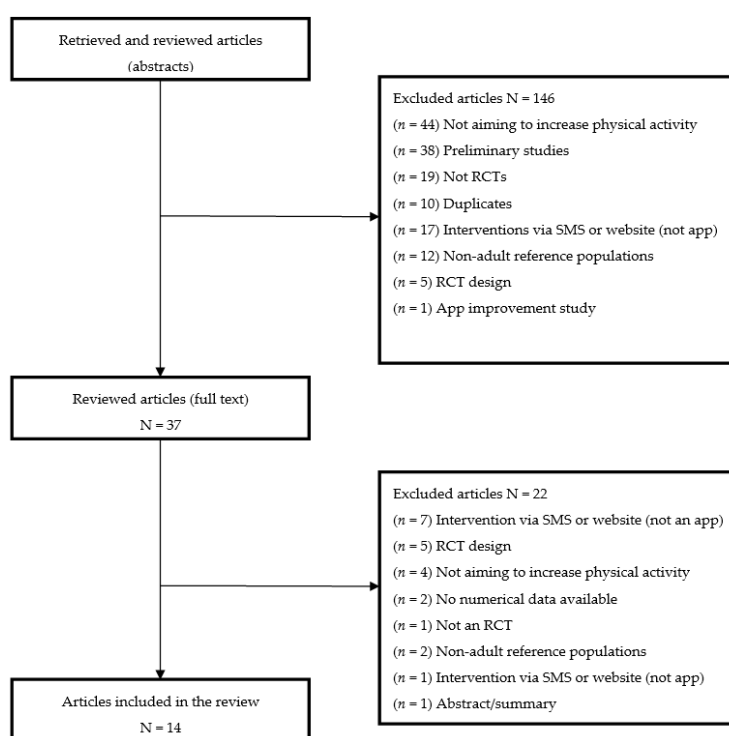 Retrieved and reviewed articles
(abstracts)
Excluded articles N = 146
(n = 44) Not aiming to increase physical activity
(n = 38) Preliminary studies
(n = 19) Not RCTs
(n = 10) Duplicates
(n = 17) Interventions via SMS or website (not app)
(n = 12) Non-adult reference populations
(n = 5) RCT design
(n = 1) App improvement study
Reviewed articles (full text)
N = 37
Excluded articles N = 22
(n = 7) Intervention via SMS or website (not an app)
(n = 5) RCT design
(n = 4) Not aiming to increase physical activity
(n = 2) No numerical data available
(n = 1) Not an RCT
(n = 2) Non-adult reference populations
(n = 1) Intervention via SMS or website (not app)
(n = 1) Abstract/summary
Articles included in the review
N = 14